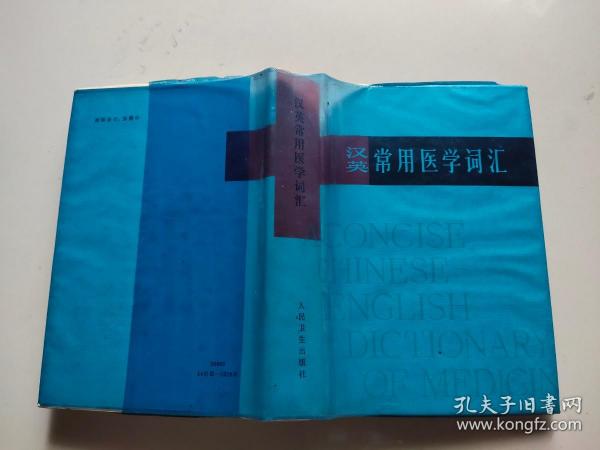 汉英 常用医学词汇
A CONCISE
CHINESE
ENGLISH
DICTIONARY
OF MEDICIN
汉英常用医学词汇
人民卫生出版社
孔夫子旧书网
www.kongfz.com